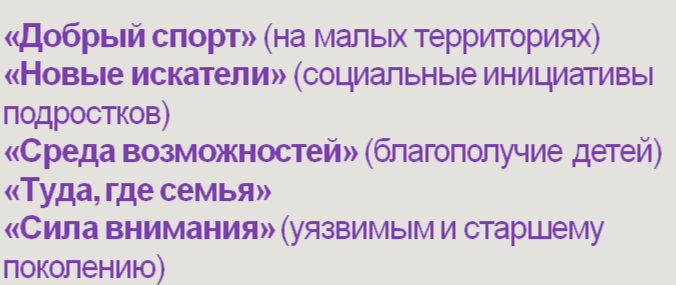 «Добрый спорт» (на малых территориях)
«Новые искатели» (социальные инициативы
подростков)
«Среда возможностей» (благополучие детей)
«Туда, где семья»
«Сила внимания» (уязвимым и старшему
поколению)